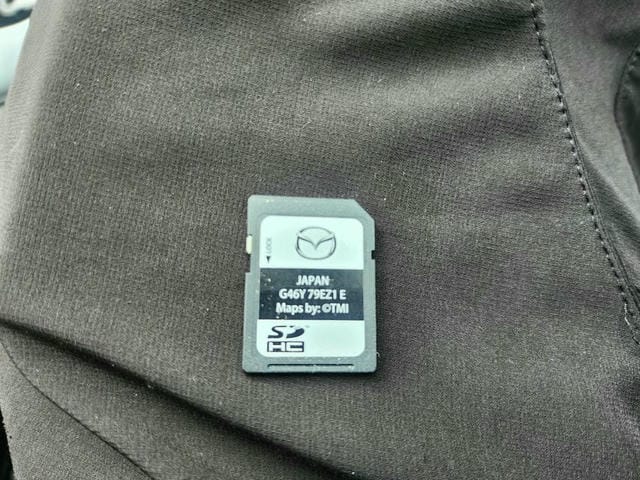 ◄LOCK
JAPAN
G46Y 79EZ1 E
Maps by: ©TMI
SD
HC